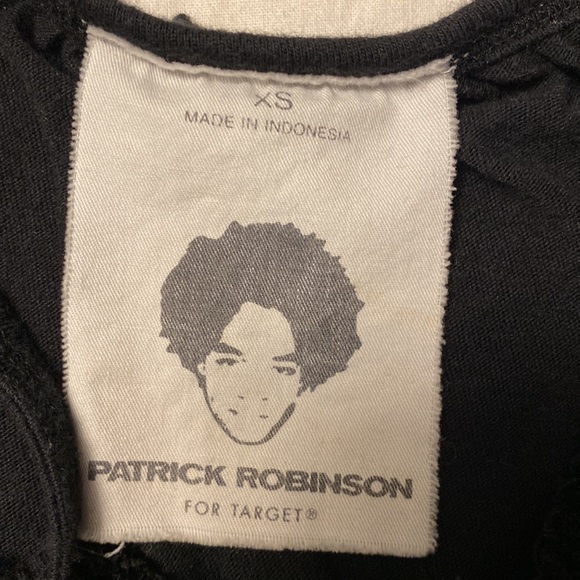 XS
MADE IN INDONESIA
PATRICK ROBINSON
FOR TARGET®